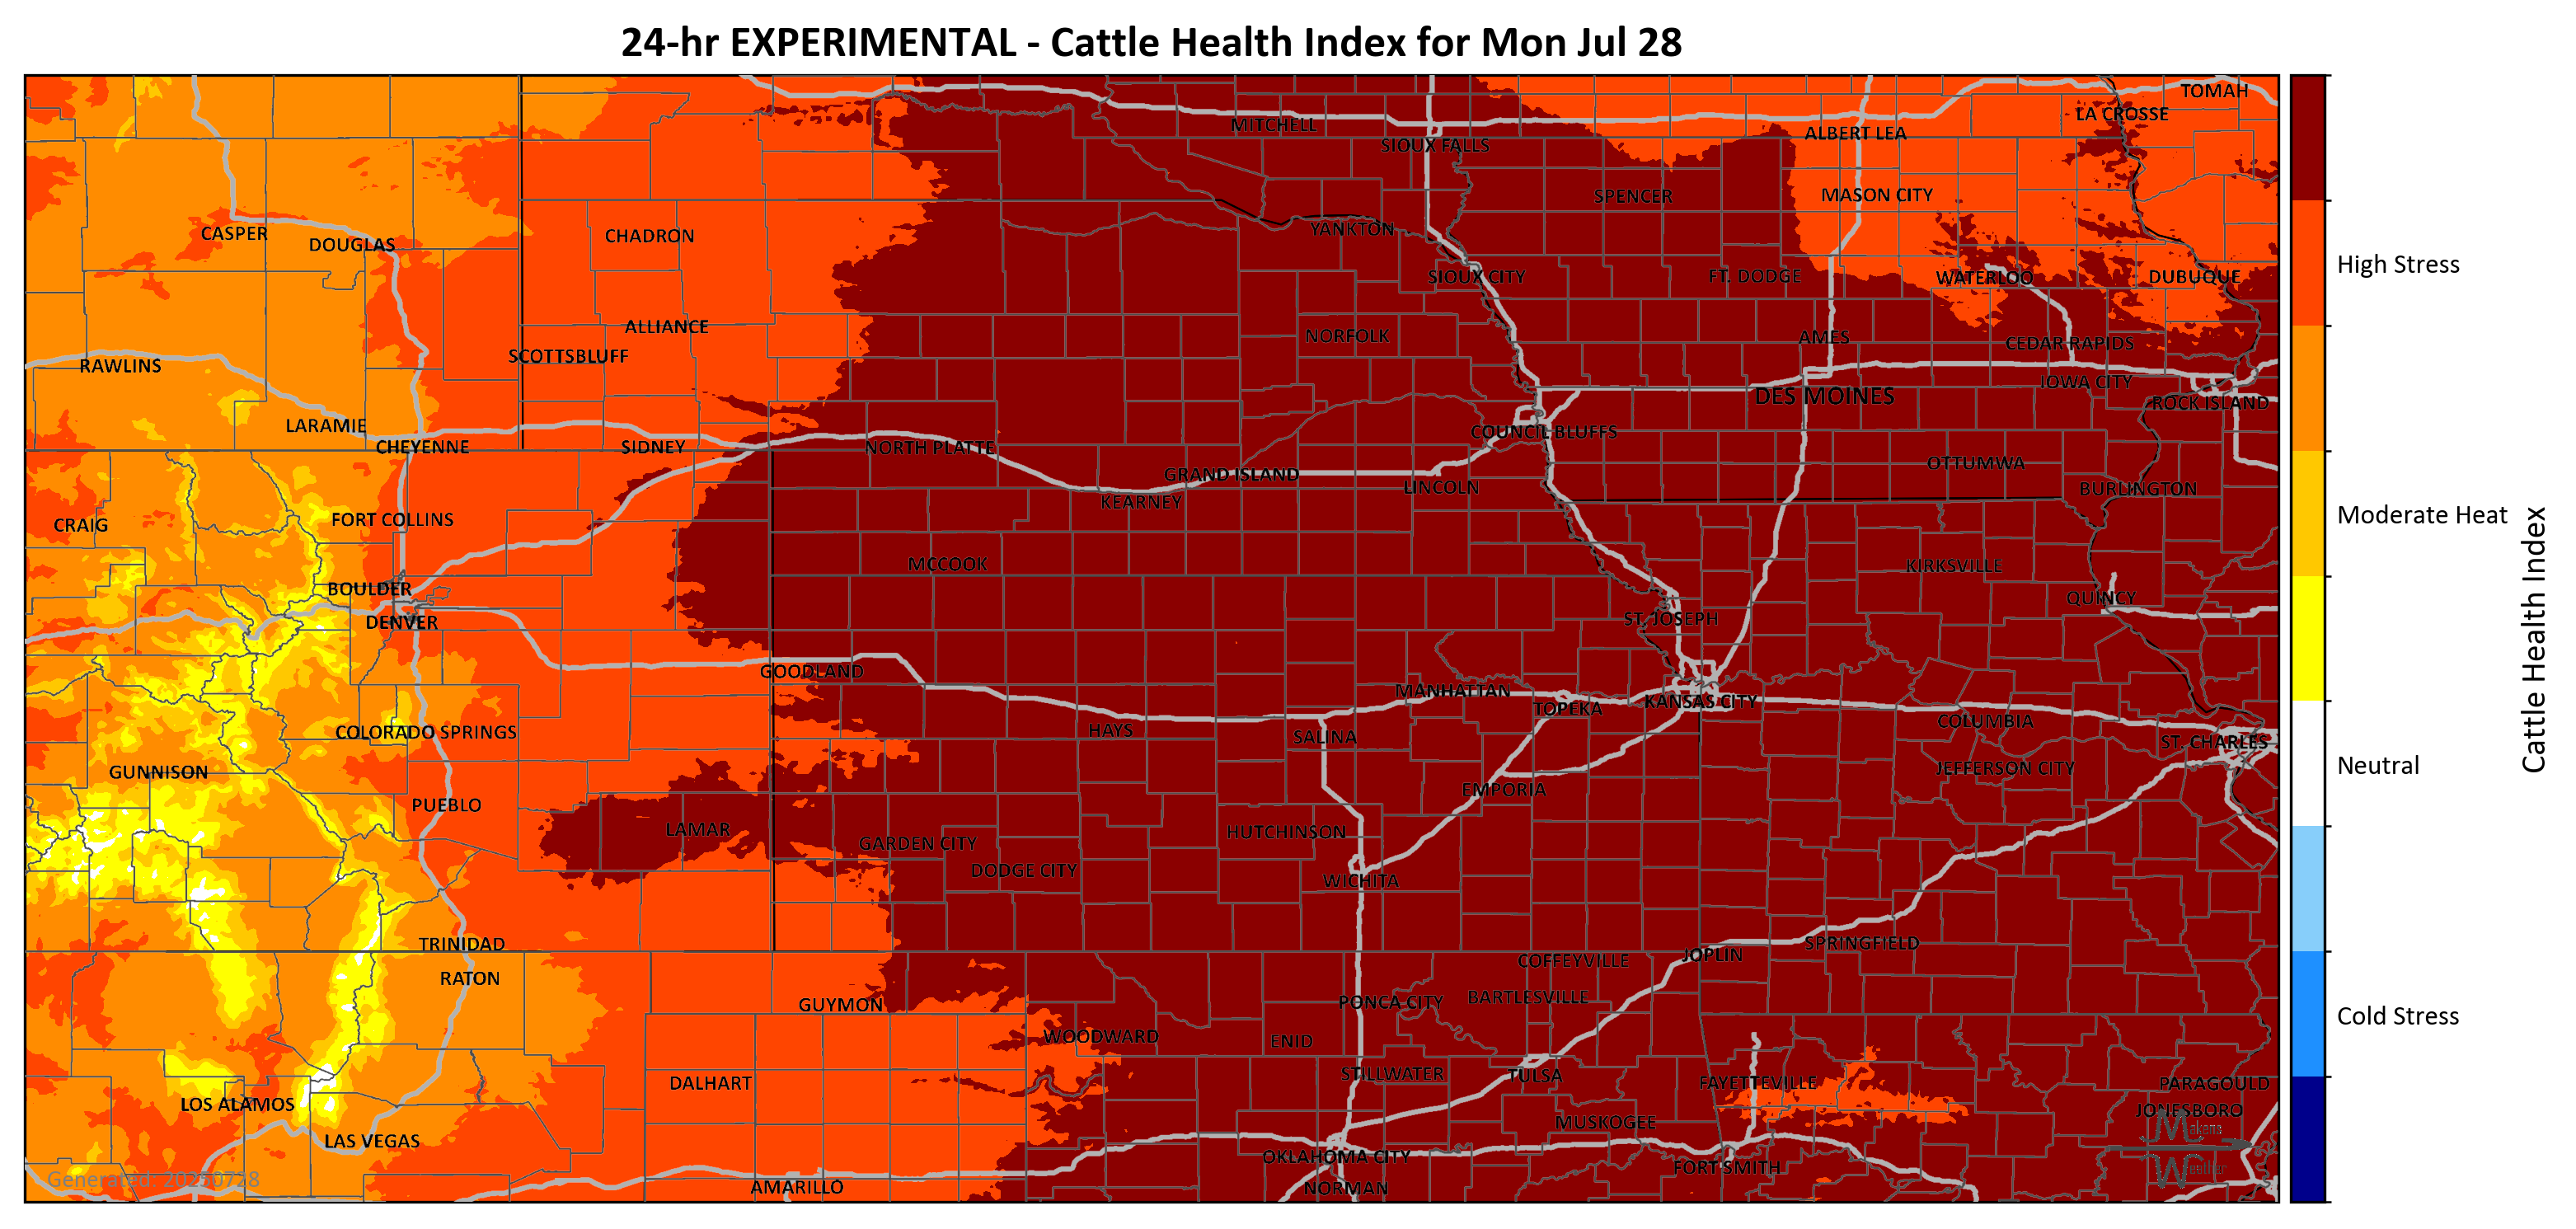 24-hr EXPERIMENTAL - Cattle Health Index for Mon Jul 28
TOMAH
LA CROSSE
MITCHELL
ALBERT LEA
SIOUX FALLS
SPENCER
MASON CITY
CASPER
DOUGLAS
CHADRON
YANKTON
SIOUX CITY
FT. DODGE
WATERLOO
DUBUQUE
High Stress
ALLIANCE
NORFOLK
AMES
CEDAR RAPIDS
SCOTTSBLUFF
RAWLINS
IOWA CITY
DES MOINES
ROCK ISLAND
LARAMIE
COUNCIL BLUFFS
CHEYENNE
SIDNEY
NORTH PLATTE
OTTUMWA
GRAND ISLAND
LINCOLN
BURLINGTON
KEARNEY
Moderate Heat
CRAIG
FORT COLLINS
MCCOOK
KIRKSVILLE
BOULDER
QUINCY
DENVER
ST. JOSEPH
Cattle Health Index
GOODLAND
MANHATTAN
TOPEKA
KANSAS CITY
COLUMBIA
COLORADO SPRINGS
HAYS
SALINA
ST. CHARLES
GUNNISON
JEFFERSON CITY
Neutral
EMPORIA
PUEBLO
LAMAR
HUTCHINSON
GARDEN CITY
DODGE CITY
WICHITA
TRINIDAD
SPRINGFIELD
JOPLIN
COFFEYVILLE
RATON
PONCA CITY
BARTLESVILLE
GUYMON
Cold Stress
WOODWARD
ENID
STILLWATER
TULSA
DALHART
FAYETTEVILLE
PARAGOULD
LOS ALAMOS
JONESBORO
MUSKOGEE
Makens
LAS VEGAS
OKLAHOMA CITY
FORT SMITH
Weather
Generated: 20250728
AMARILLO
NORMAN